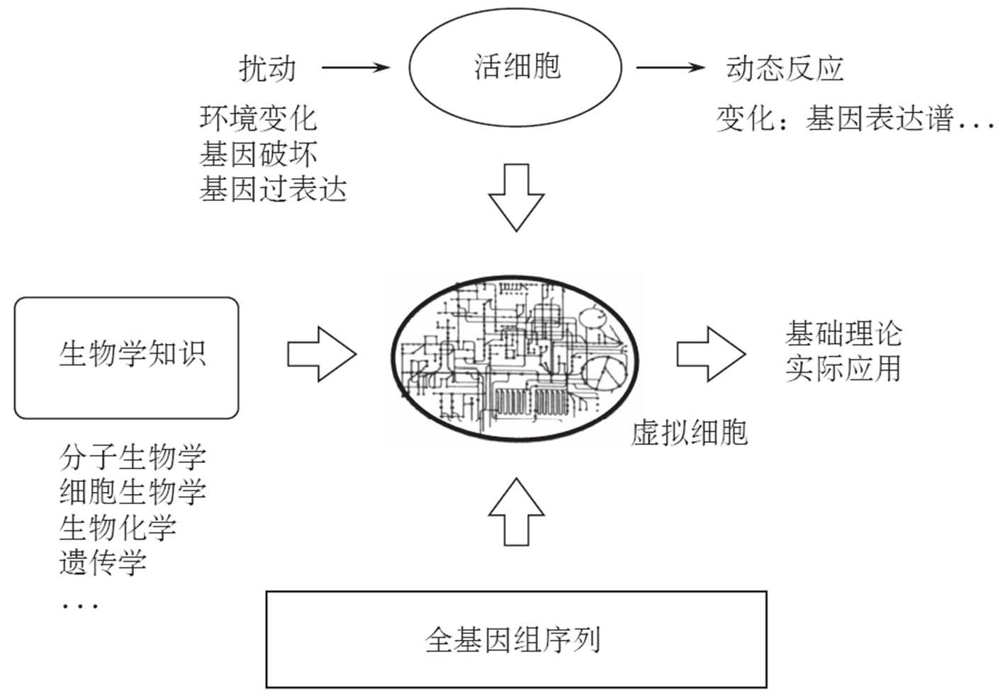 扰动
活细胞
动态反应
环境变化
基因破坏
基因过表达
变化：基因表达谱...
生物学知识
基础理论
实际应用
虚拟细胞
分子生物学
细胞生物学
生物化学
遗传学
...
全基因组序列